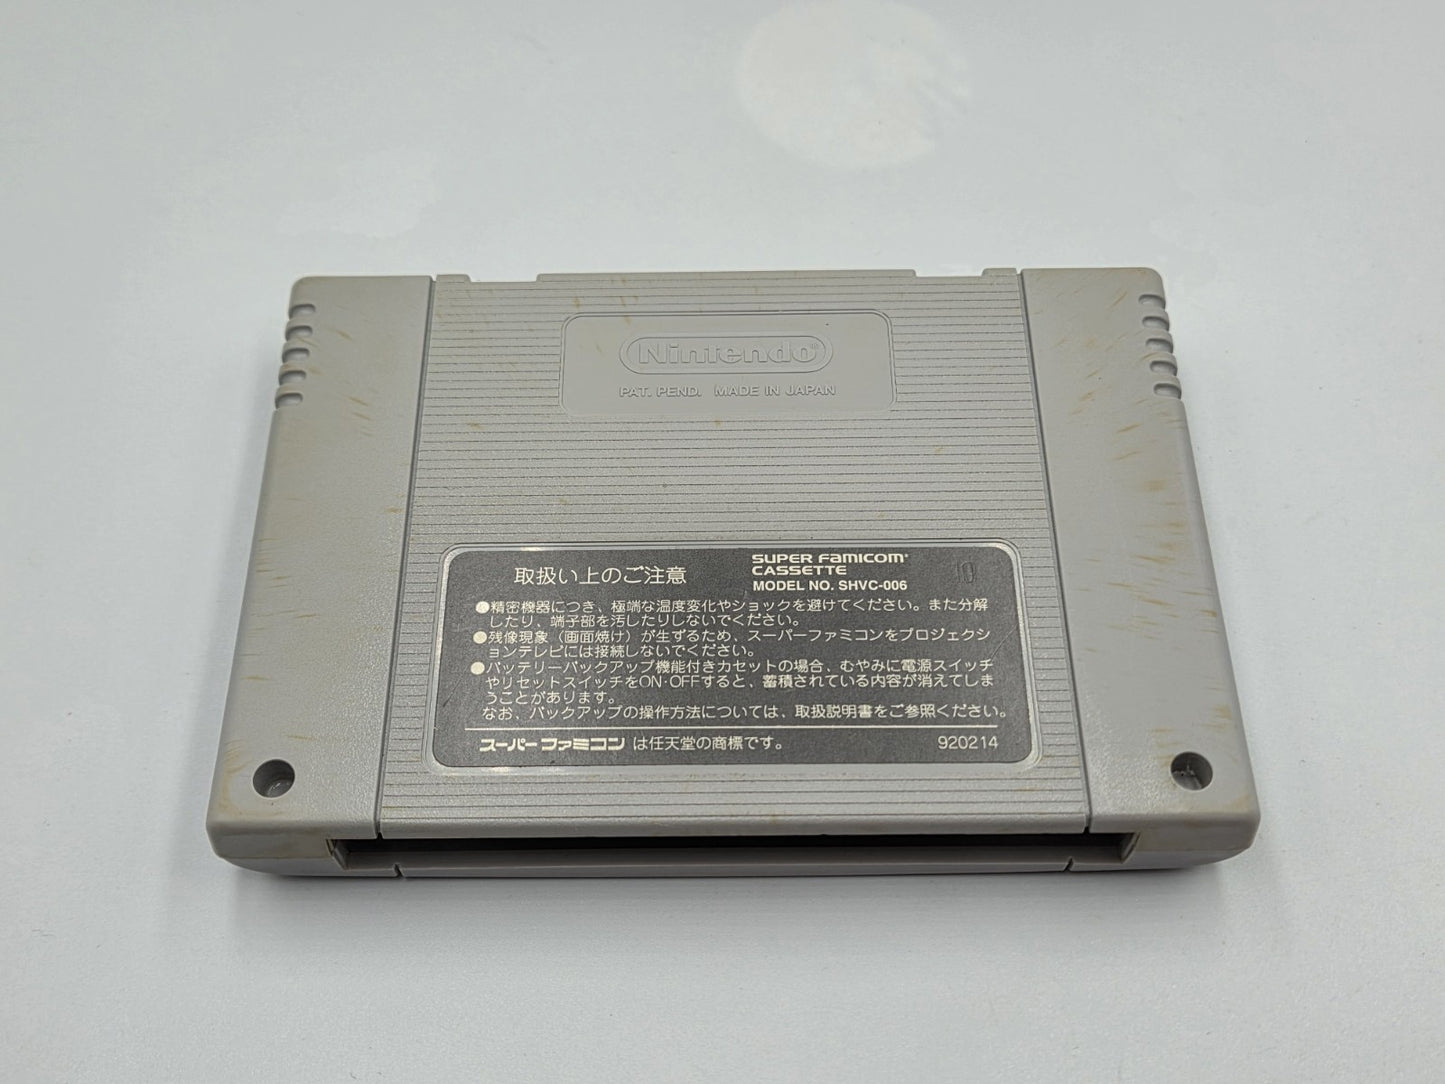 Nintendo®
PAT. PEND. MADE IN JAPAN
取扱い上のご注意
SUPER FAMICOM®
CASSETTE
MODEL NO. SHVC-006
10
●精密機器につき、極端な温度変化やショックを避けてください。また分解
したり、端子部を汚したりしないでください。
●残像現象（画面焼け）が生ずるため、スーパーファミコンをプロジェクシ
ョンテレビには接続しないでください。
●バッテリーバックアップ機能付きカセットの場合、むやみに電源スイッチ
やリセットスイッチをON·OFFすると、蓄積されている内容が消えてしま
うことがあります。
なお、バックアップの操作方法については、取扱説明書をご参照ください。
スーパーファミコン は任天堂の商標です。
920214